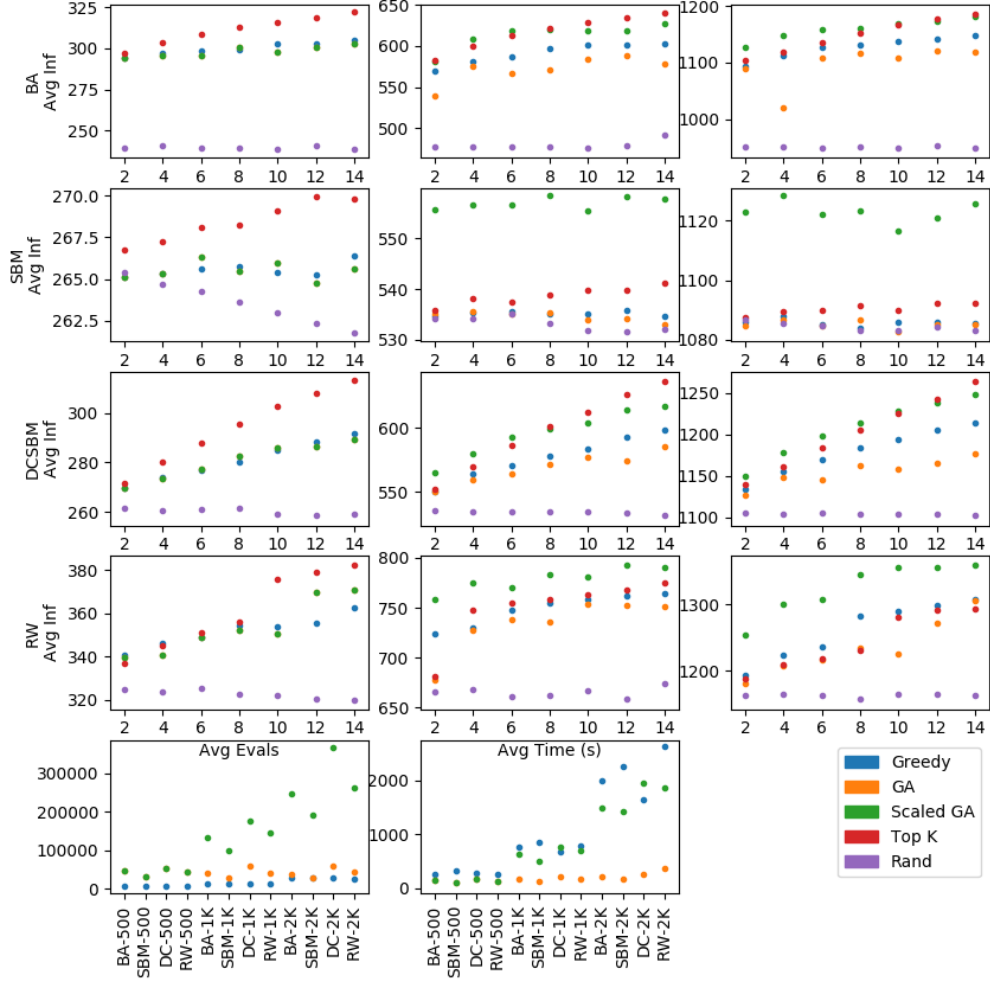 BA
Avg Inf
325
300
275
250
2 4 6 8 10 12 14
650
600
550
500
2 4 6 8 10 12 14
1200
1100
1000
2 4 6 8 10 12 14
SBM
Avg Inf
270.0
267.5
265.0
262.5
2 4 6 8 10 12 14
550
540
530
2 4 6 8 10 12 14
1120
1100
1080
2 4 6 8 10 12 14
DCSBM
Avg Inf
300
280
260
2 4 6 8 10 12 14
600
550
2 4 6 8 10 12 14
1250
1200
1150
1100
2 4 6 8 10 12 14
RW
Avg Inf
380
360
340
320
2 4 6 8 10 12 14
800
750
700
650
2 4 6 8 10 12 14
1300
1200
2 4 6 8 10 12 14
Avg Evals
300000
200000
100000
0
BA-500
SBM-500
DC-500
RW-500
BA-1K
SBM-1K
DC-1K
RW-1K
BA-2K
SBM-2K
DC-2K
RW-2K
Avg Time (s)
2000
1000
0
BA-500
SBM-500
DC-500
RW-500
BA-1K
SBM-1K
DC-1K
RW-1K
BA-2K
SBM-2K
DC-2K
RW-2K
Greedy
GA
Scaled GA
Top K
Rand